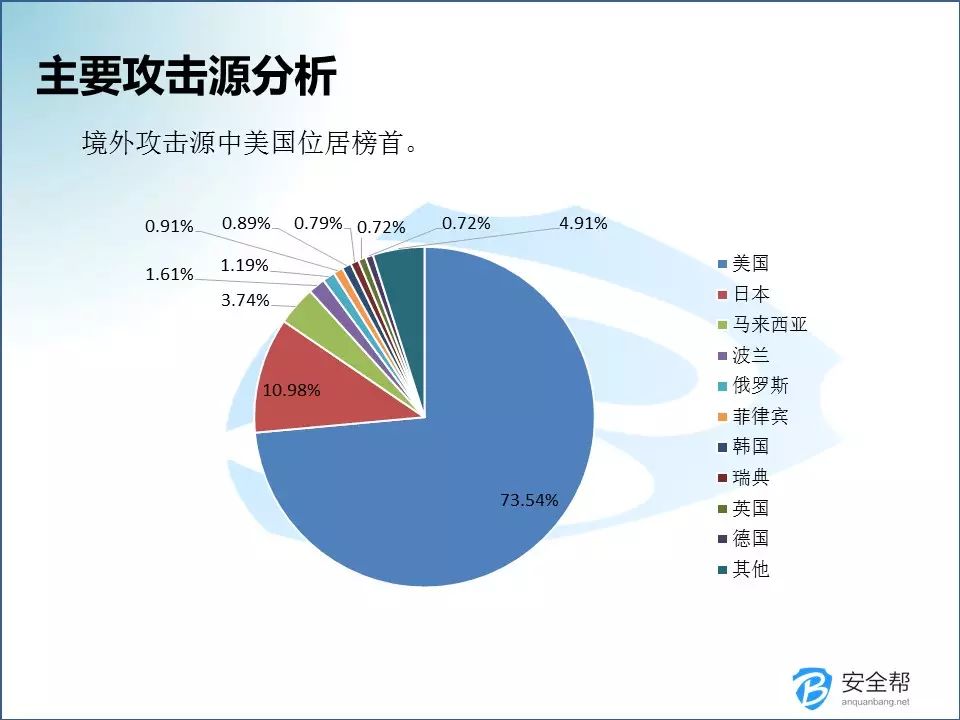 主要攻击源分析
境外攻击源中美国位居榜首。
0.91%
0.89%
0.79%
0.72%
0.72%
4.91%
1.61%
1.19%
3.74%
10.98%
73.54%
美国
日本
马来西亚
波兰
俄罗斯
菲律宾
韩国
瑞典
英国
德国
其他
安全帮
anquanbang.net